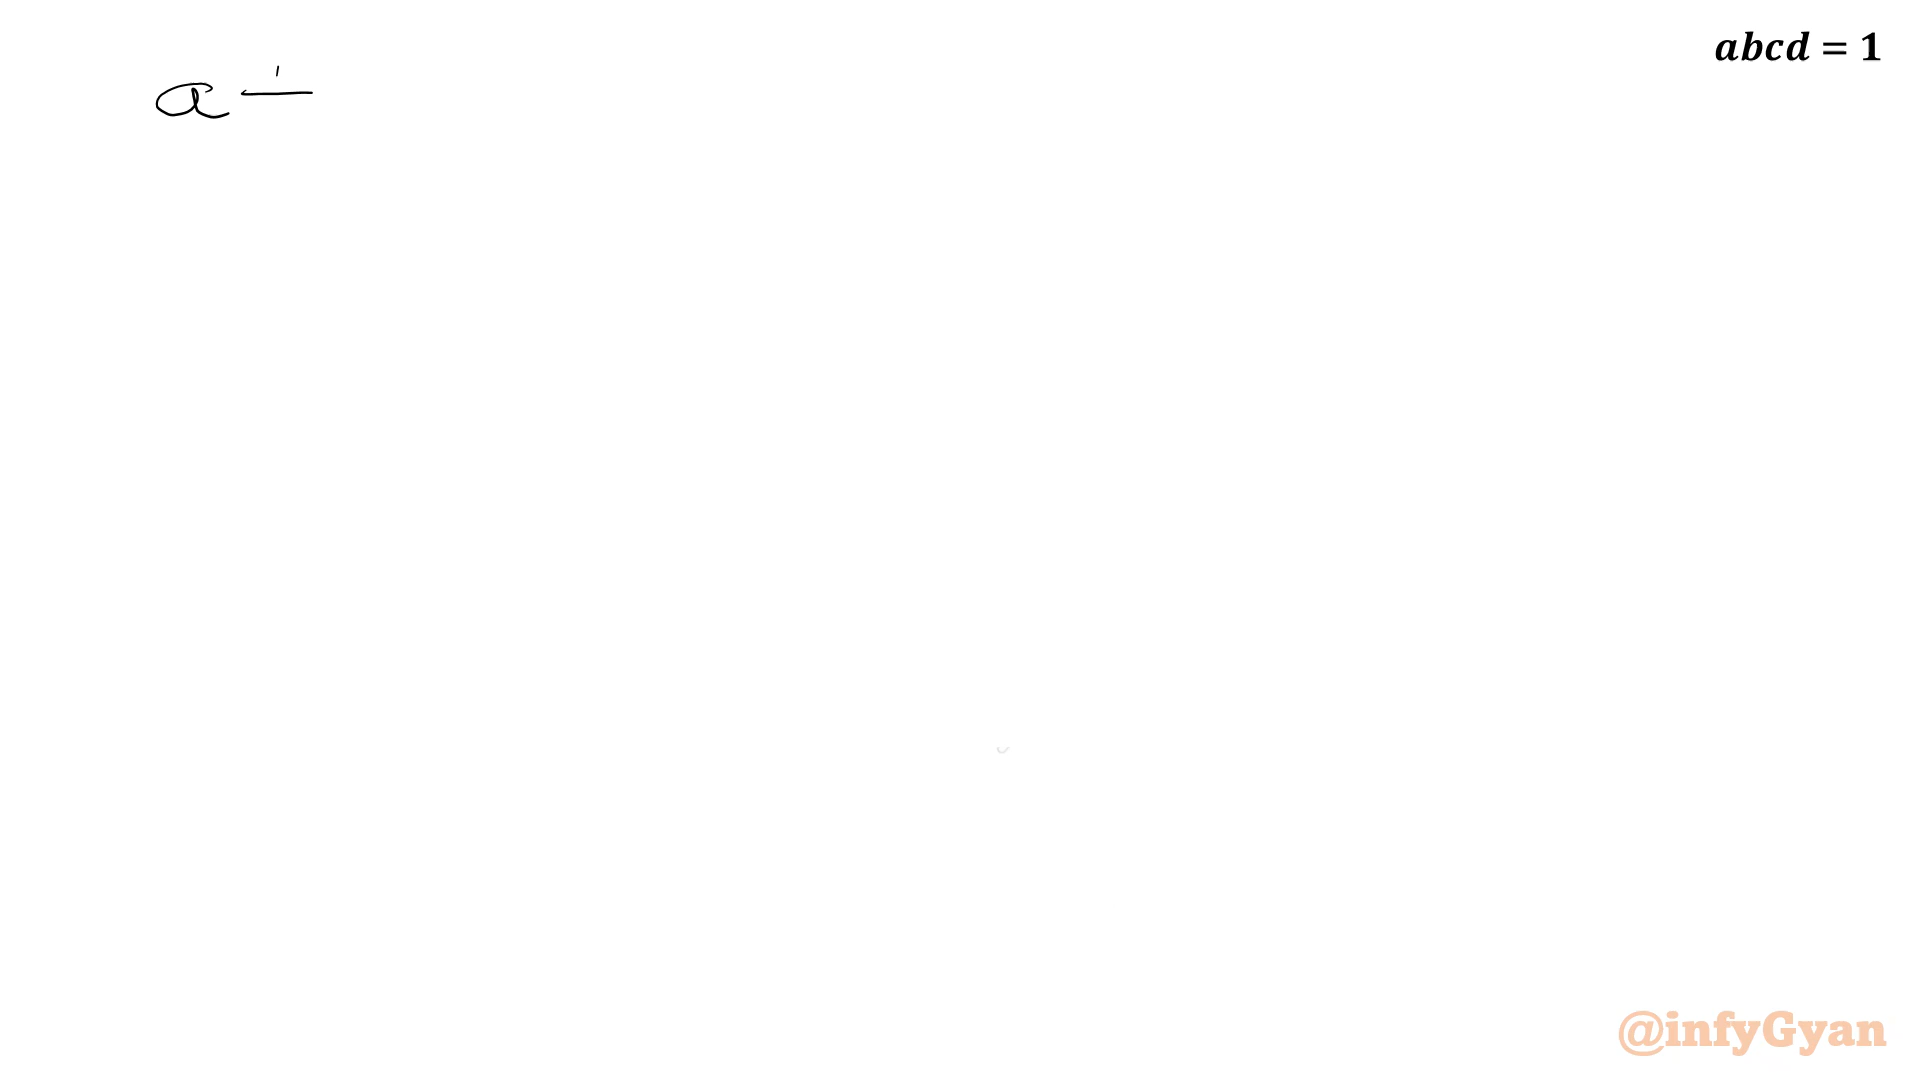 abcd = 1
a
@infyGyan